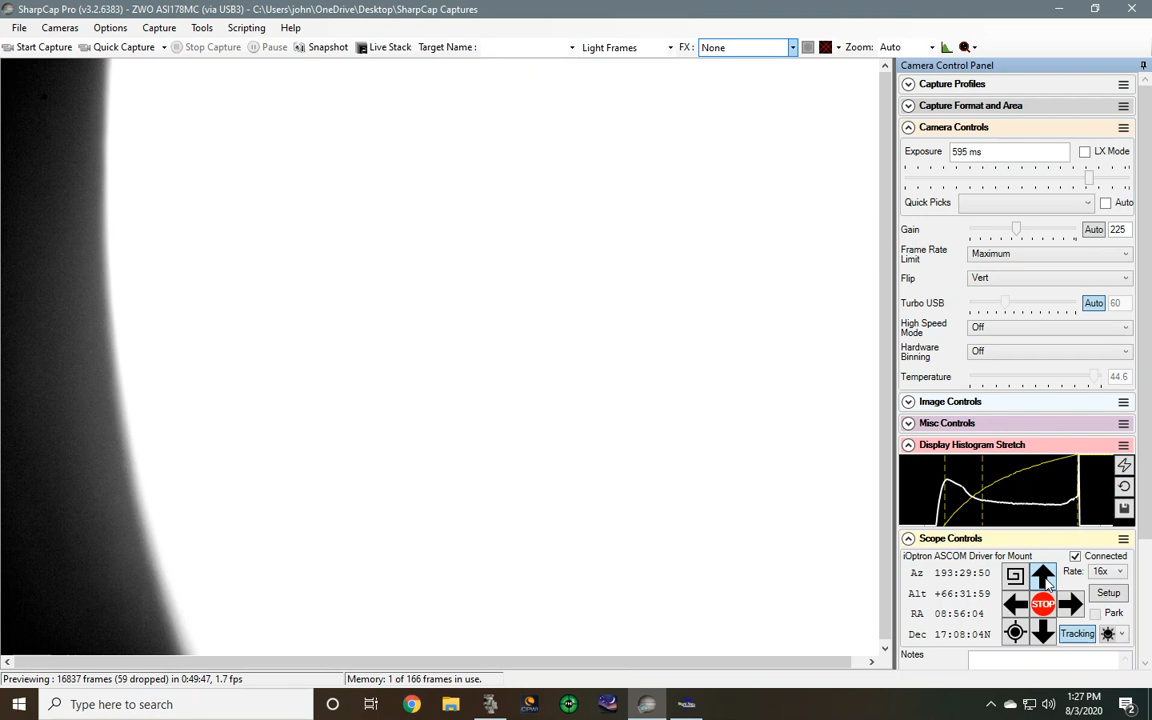 SharpCap Pro (v3.2.6383) - ZWO ASI178MC (via USB3) - C:\Users\john\OneDrive\Desktop\SharpCap Captures
File Cameras Options Capture Tools Scripting Help
Start Capture Quick Capture Stop Capture Pause Snapshot Live Stack Target Name : Light Frames FX : None Zoom: Auto
Camera Control Panel
Capture Profiles
Capture Format and Area
Camera Controls
Exposure 595 ms LX Mode
Quick Picks Auto
Gain Auto 225
Frame Rate Limit Maximum
Flip Vert
Turbo USB Auto 60
High Speed Mode Off
Hardware Binning Off
Temperature 44.6
Image Controls
Misc Controls
Display Histogram Stretch
Scope Controls
iOptron ASCOM Driver for Mount Connected
Az 193:29:50 Rate: 16x
Alt +66:31:59 STOP Setup
RA 08:56:04 Park
Dec 17:08:04N Tracking
Notes
Previewing : 16837 frames (59 dropped) in 0:49:47, 1.7 fps Memory: 1 of 166 frames in use.
Type here to search CPWI 1:27 PM
8/3/2020 2